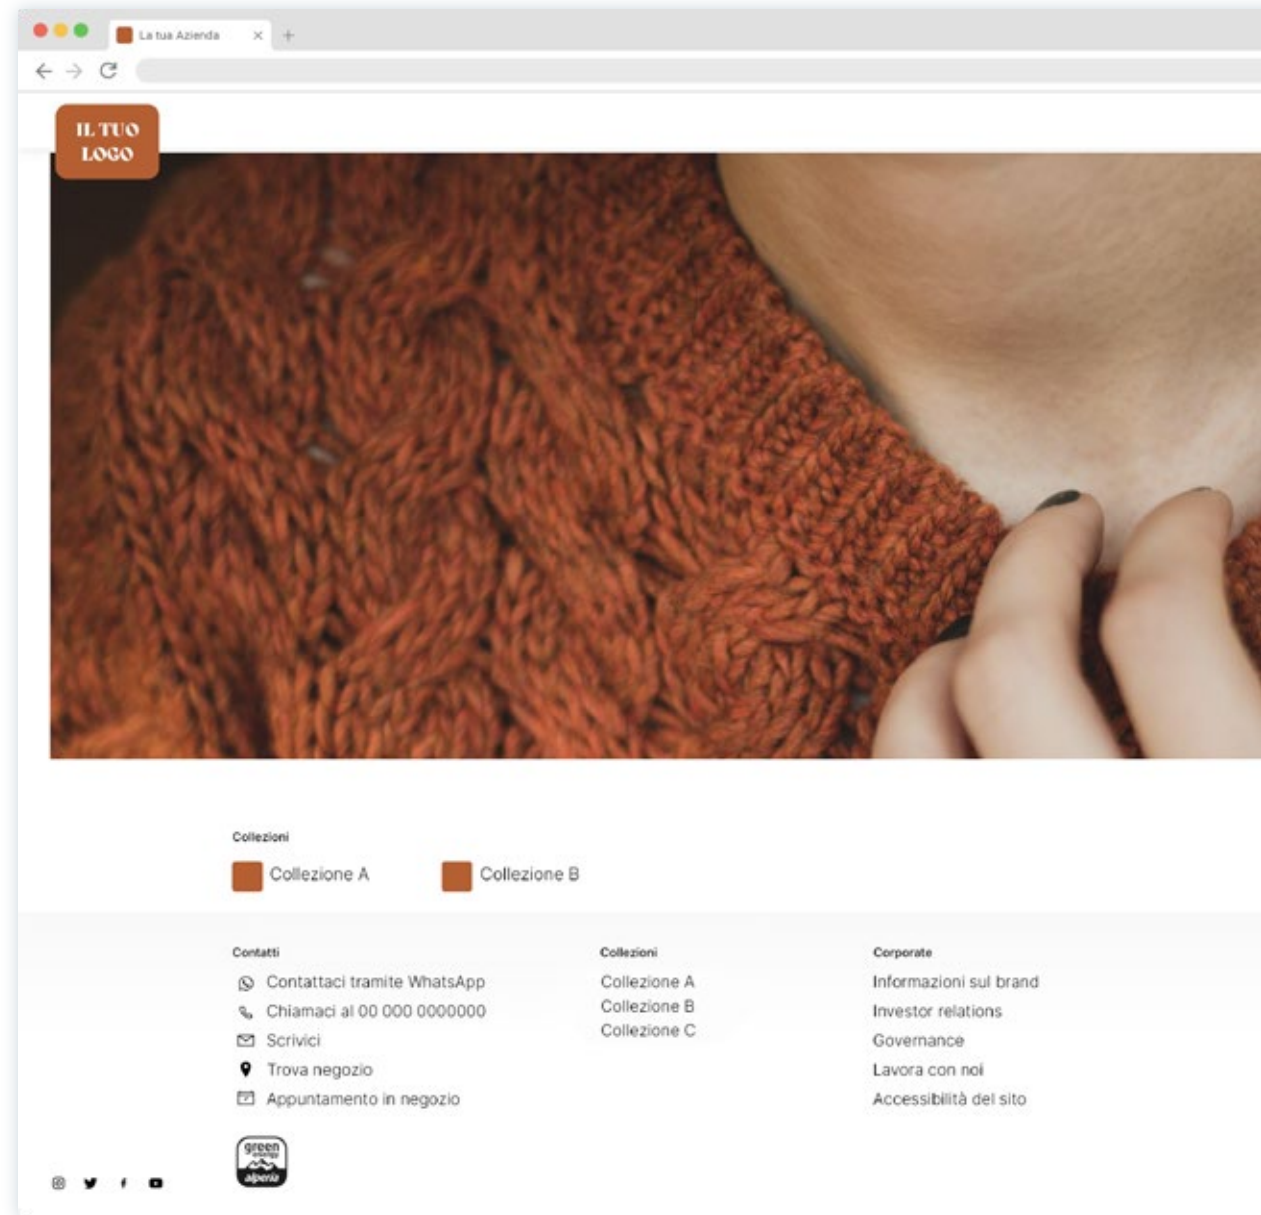 La tua Azienda
IL TUO
LOGO
Collezioni
Collezione A
Collezione B
Contatti
Contattaci tramite WhatsApp
Chiamaci al 00 000 0000000
Scrivici
Trova negozio
Appuntamento in negozio
Collezioni
Collezione A
Collezione B
Collezione C
Corporate
Informazioni sul brand
Investor relations
Governance
Lavora con noi
Accessibilità del sito
green
energy
alperia